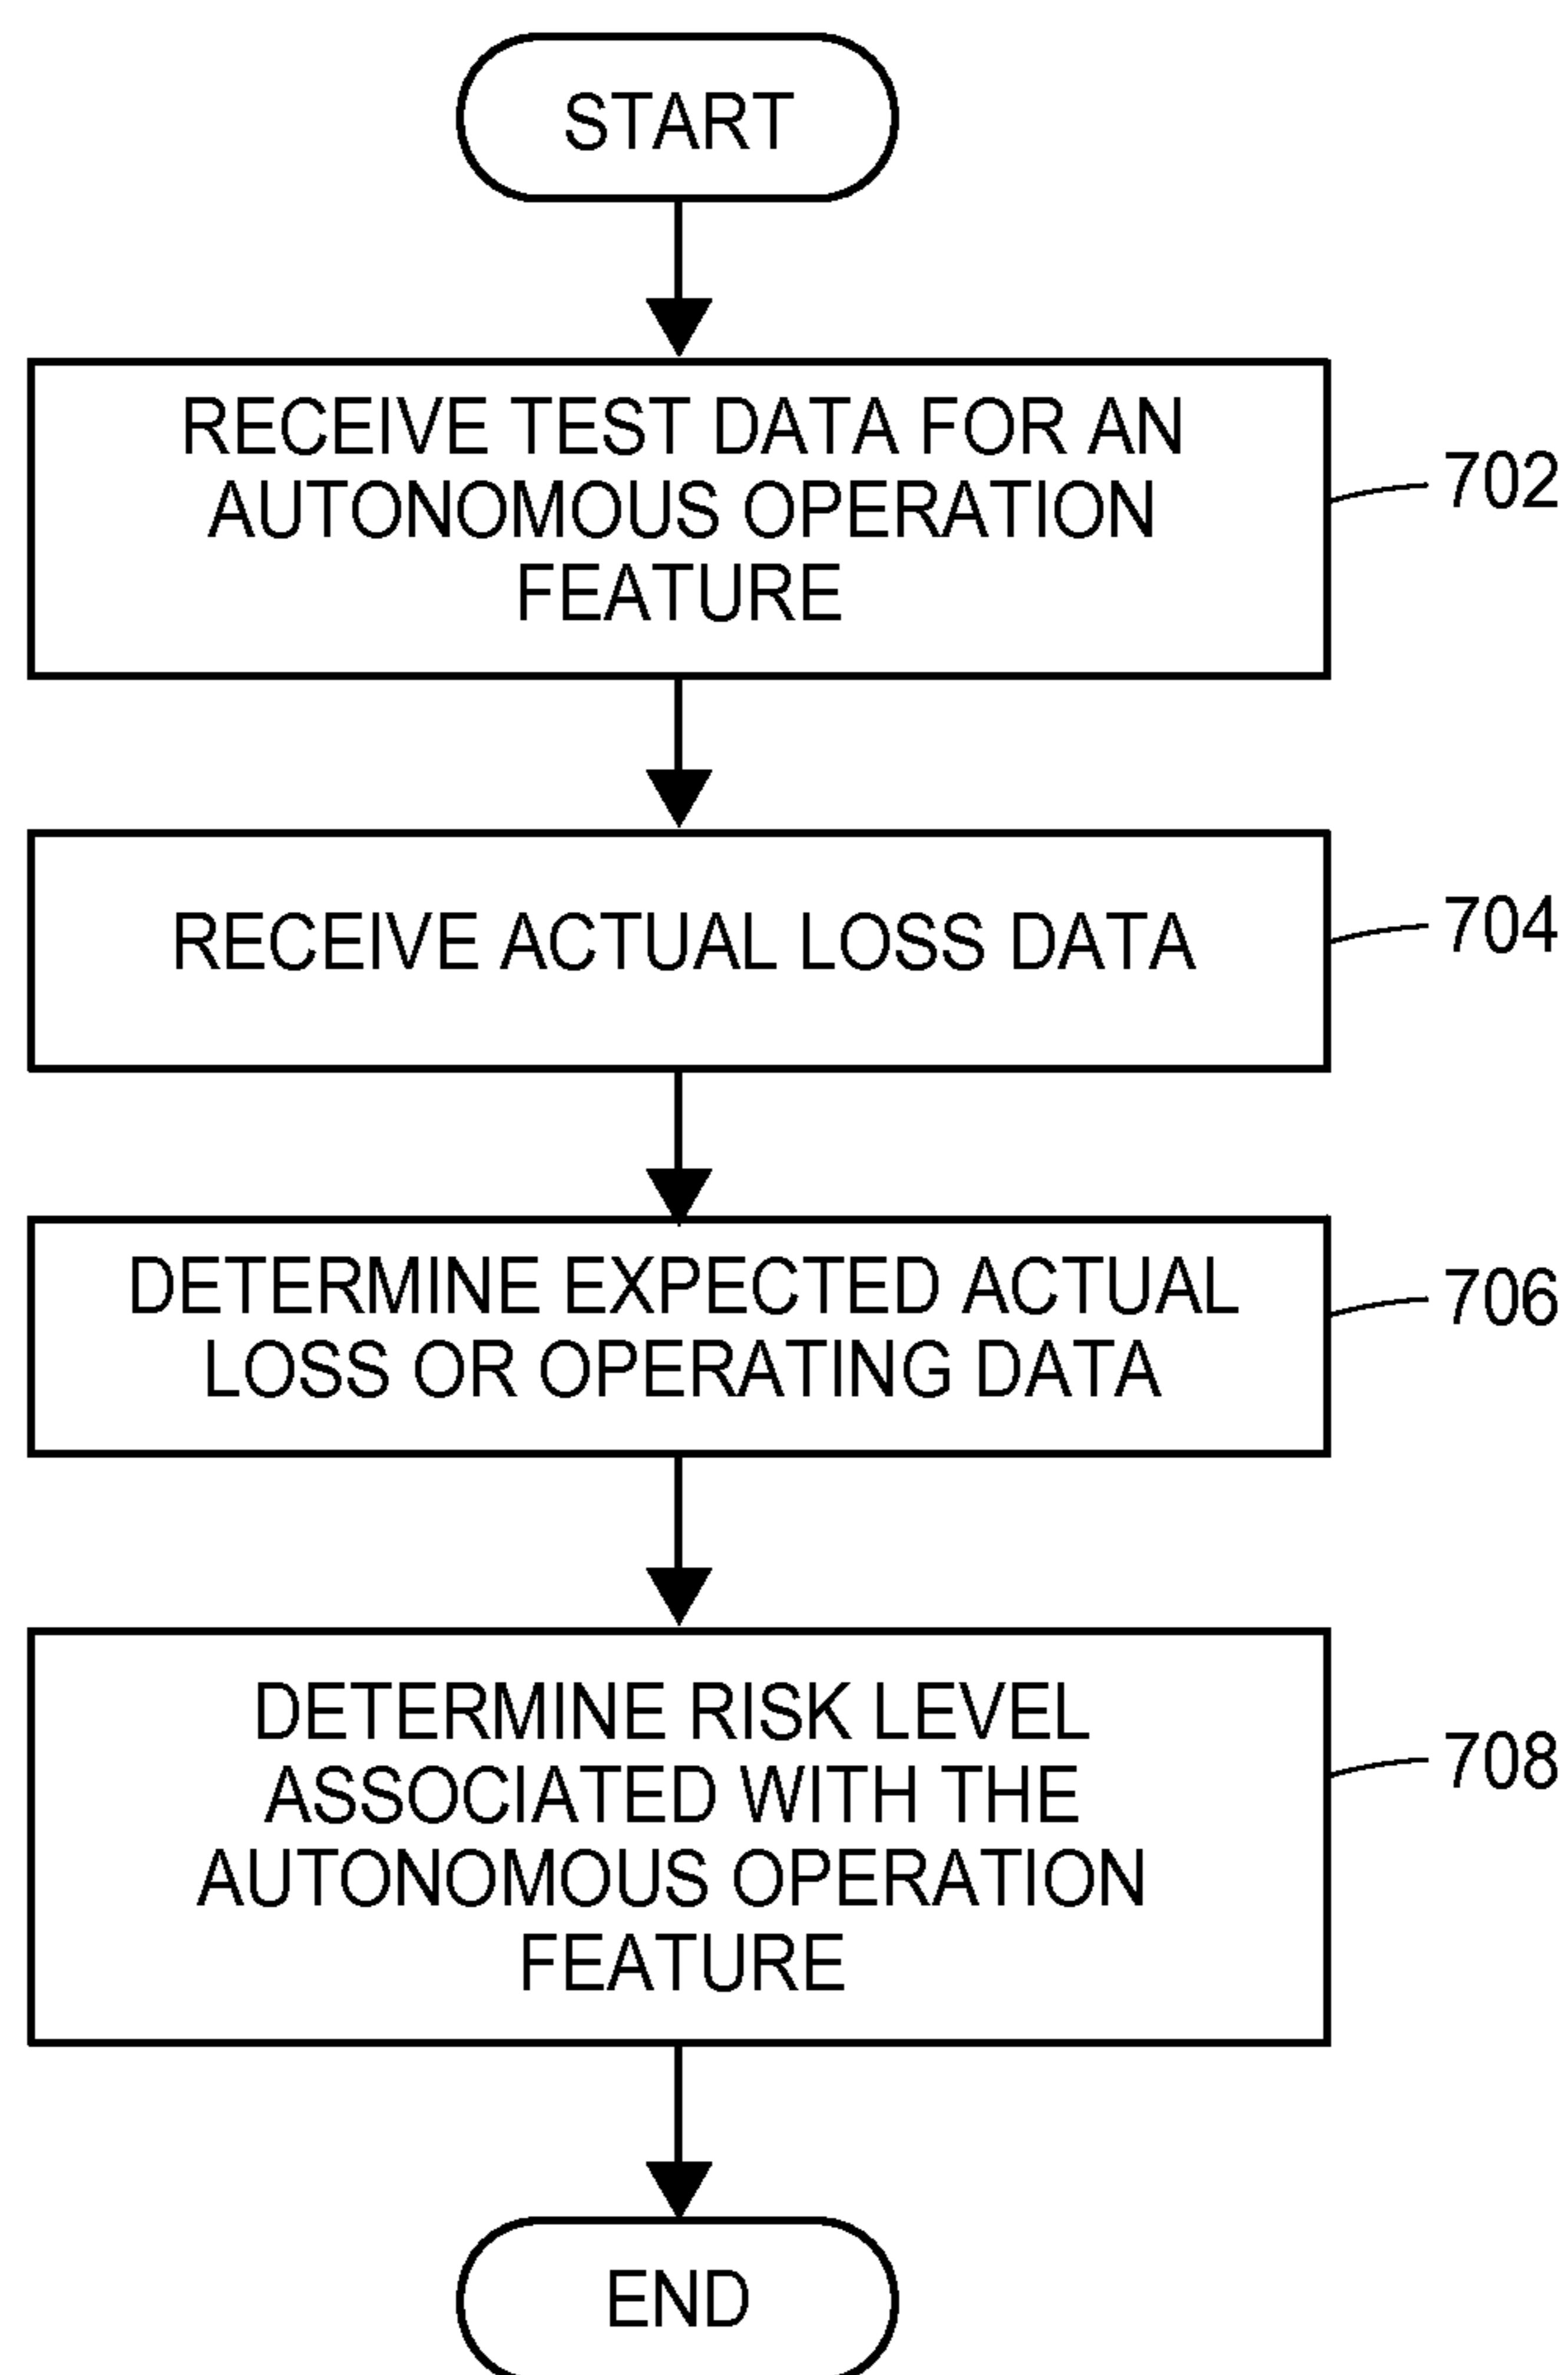 START
RECEIVE TEST DATA FOR AN
AUTONOMOUS OPERATION
FEATURE
702
RECEIVE ACTUAL LOSS DATA
704
DETERMINE EXPECTED ACTUAL
LOSS OR OPERATING DATA
706
DETERMINE RISK LEVEL
ASSOCIATED WITH THE
AUTONOMOUS OPERATION
FEATURE
708
END